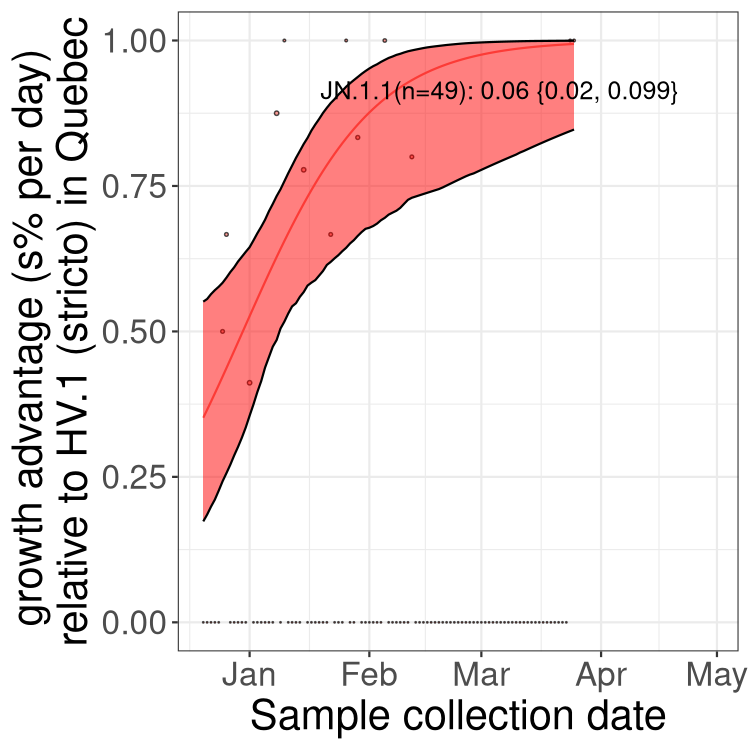 growth advantage (s% per day)
relative to HV.1 (stricto) in Quebec
1.00
0.75
0.50
0.25
0.00
JN.1.1(n=49): 0.06 {0.02, 0.099}
Jan Feb Mar Apr May
Sample collection date